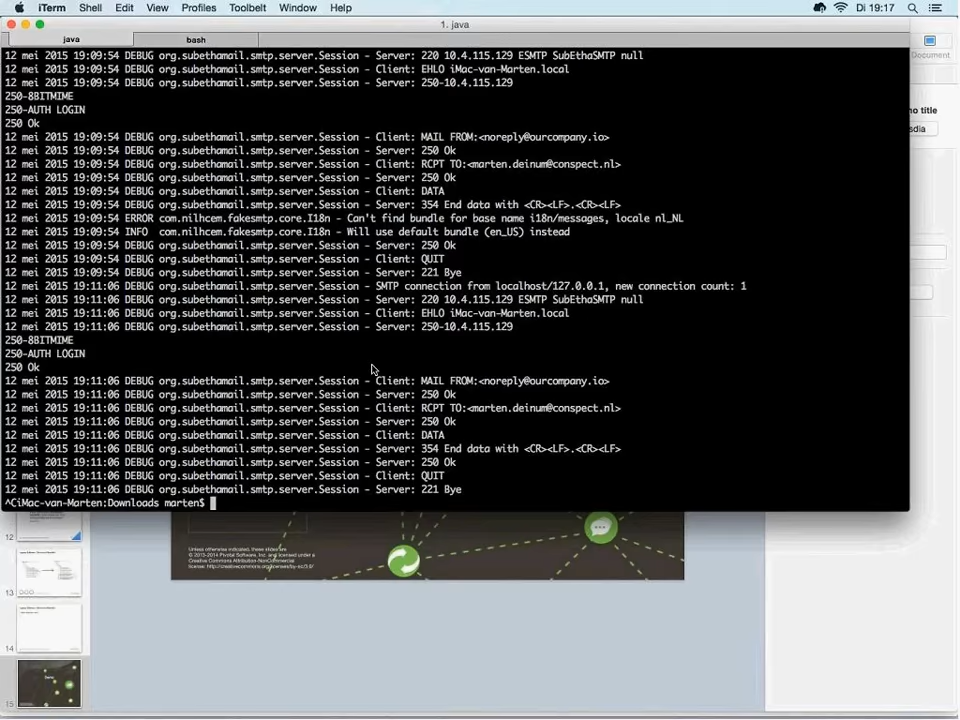 iTerm Shell Edit View Profiles Toolbelt Window Help Di 19:17
1. java
java bash
12 mei 2015 19:09:54 DEBUG org.subethamail.smtp.server.Session - Server: 220 10.4.115.129 ESMTP SubEthaSMTP null
12 mei 2015 19:09:54 DEBUG org.subethamail.smtp.server.Session - Client: EHLO iMac-van-Marten.local
12 mei 2015 19:09:54 DEBUG org.subethamail.smtp.server.Session - Server: 250-10.4.115.129
250-8BITMIME
250-AUTH LOGIN
250 Ok
12 mei 2015 19:09:54 DEBUG org.subethamail.smtp.server.Session - Client: MAIL FROM:<noreply@ourcompany.io>
12 mei 2015 19:09:54 DEBUG org.subethamail.smtp.server.Session - Server: 250 Ok
12 mei 2015 19:09:54 DEBUG org.subethamail.smtp.server.Session - Client: RCPT TO:<marten.deinum@conspect.nl>
12 mei 2015 19:09:54 DEBUG org.subethamail.smtp.server.Session - Server: 250 Ok
12 mei 2015 19:09:54 DEBUG org.subethamail.smtp.server.Session - Client: DATA
12 mei 2015 19:09:54 DEBUG org.subethamail.smtp.server.Session - Server: 354 End data with <CR><LF>.<CR><LF>
12 mei 2015 19:09:54 ERROR com.nilhcem.fakesmtp.core.I18n - Can't find bundle for base name i18n/messages, locale nl_NL
12 mei 2015 19:09:54 INFO  com.nilhcem.fakesmtp.core.I18n - Will use default bundle (en_US) instead
12 mei 2015 19:09:54 DEBUG org.subethamail.smtp.server.Session - Server: 250 Ok
12 mei 2015 19:09:54 DEBUG org.subethamail.smtp.server.Session - Client: QUIT
12 mei 2015 19:09:54 DEBUG org.subethamail.smtp.server.Session - Server: 221 Bye
12 mei 2015 19:11:06 DEBUG org.subethamail.smtp.server.Session - SMTP connection from localhost/127.0.0.1, new connection count: 1
12 mei 2015 19:11:06 DEBUG org.subethamail.smtp.server.Session - Server: 220 10.4.115.129 ESMTP SubEthaSMTP null
12 mei 2015 19:11:06 DEBUG org.subethamail.smtp.server.Session - Client: EHLO iMac-van-Marten.local
12 mei 2015 19:11:06 DEBUG org.subethamail.smtp.server.Session - Server: 250-10.4.115.129
250-8BITMIME
250-AUTH LOGIN
250 Ok
12 mei 2015 19:11:06 DEBUG org.subethamail.smtp.server.Session - Client: MAIL FROM:<noreply@ourcompany.io>
12 mei 2015 19:11:06 DEBUG org.subethamail.smtp.server.Session - Server: 250 Ok
12 mei 2015 19:11:06 DEBUG org.subethamail.smtp.server.Session - Client: RCPT TO:<marten.deinum@conspect.nl>
12 mei 2015 19:11:06 DEBUG org.subethamail.smtp.server.Session - Server: 250 Ok
12 mei 2015 19:11:06 DEBUG org.subethamail.smtp.server.Session - Client: DATA
12 mei 2015 19:11:06 DEBUG org.subethamail.smtp.server.Session - Server: 354 End data with <CR><LF>.<CR><LF>
12 mei 2015 19:11:06 DEBUG org.subethamail.smtp.server.Session - Server: 250 Ok
12 mei 2015 19:11:06 DEBUG org.subethamail.smtp.server.Session - Client: QUIT
12 mei 2015 19:11:06 DEBUG org.subethamail.smtp.server.Session - Server: 221 Bye
^CiMac-van-Marten:Downloads marten$
Document
no title
sdia
Unless otherwise indicated, these slides are
© 2013-2014 Pivotal Software, Inc. and licensed under a
Creative Commons Attribution-NonCommercial
license: http://creativecommons.org/licenses/by-nc/3.0/
12
13
14
15
Demo